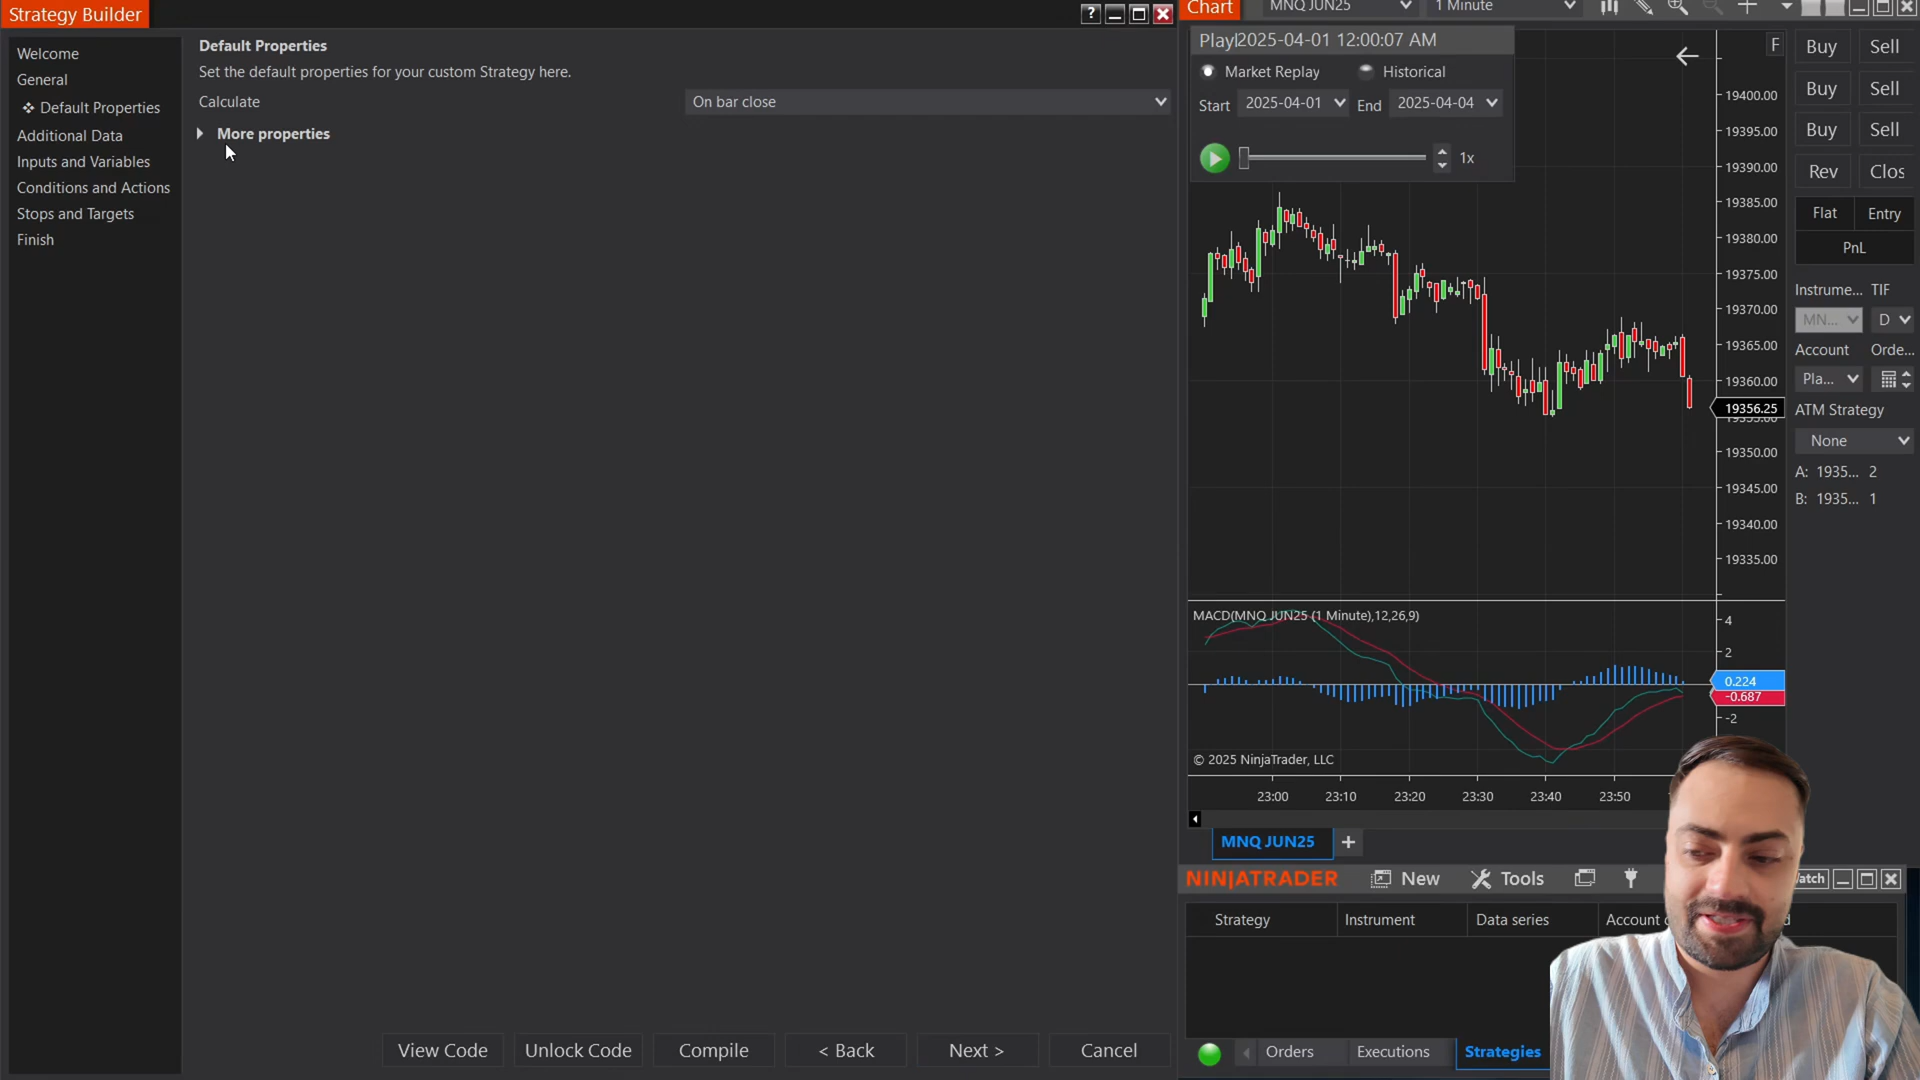 Strategy Builder
?
Welcome
General
Default Properties
Additional Data
Inputs and Variables
Conditions and Actions
Stops and Targets
Finish
Default Properties
Set the default properties for your custom Strategy here.
Calculate
On bar close
More properties
View Code
Unlock Code
Compile
< Back
Next >
Cancel
Chart
MNQ JUN25
1 Minute
Playl2025-04-01 12:00:07 AM
Market Replay
Historical
Start
2025-04-01
End
2025-04-04
1x
F
19400.00
19395.00
19390.00
19385.00
19380.00
19375.00
19370.00
19365.00
19360.00
19356.25
19350.00
19345.00
19340.00
19335.00
MACD(MNQ JUN25 (1 Minute),12,26,9)
4
2
0.224
-0.687
-2
© 2025 NinjaTrader, LLC
23:00
23:10
23:20
23:30
23:40
23:50
MNQ JUN25
+
Buy
Sell
Buy
Sell
Buy
Sell
Rev
Clos
Flat
Entry
PnL
Instrume...
TIF
MN...
D
Account
Orde...
Pla...
ATM Strategy
None
A: 1935... 2
B: 1935... 1
NINJATRADER
New
Tools
Strategy
Instrument
Data series
Account
Orders
Executions
Strategies